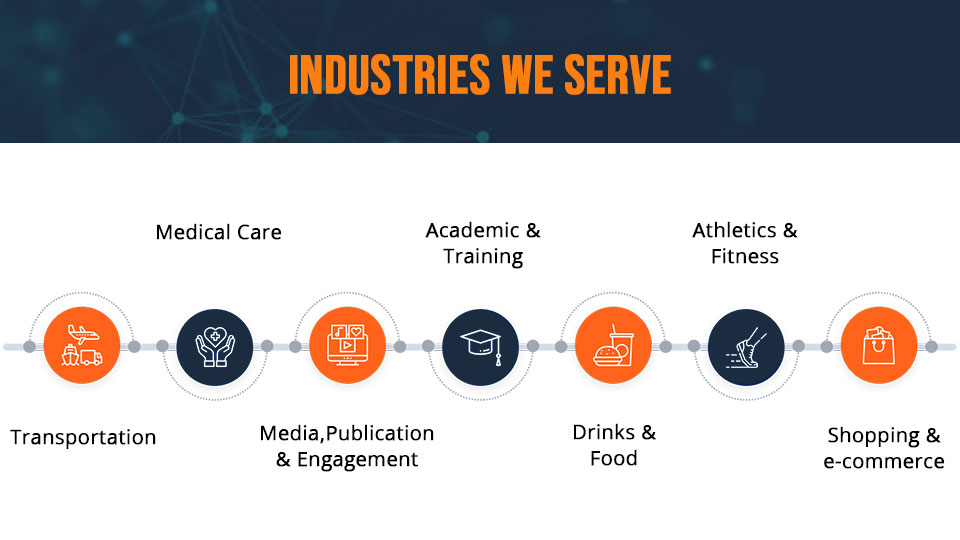 INDUSTRIES WE SERVE
Medical Care
Academic &
Training
Athletics &
Fitness
Transportation
Media,Publication
& Engagement
Drinks &
Food
Shopping &
e-commerce